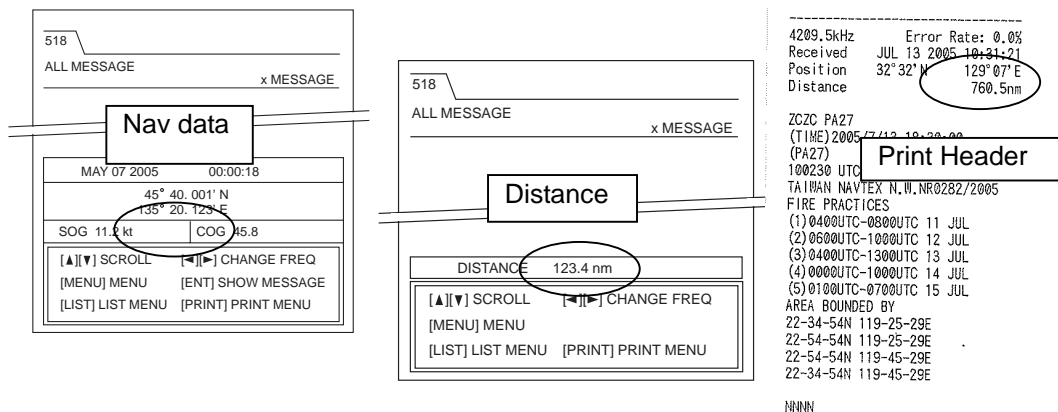 518
ALL MESSAGE
x MESSAGE
Nav data
MAY 07 2005 00:00:18
45° 40. 001' N
135° 20. 123' E
SOG 11.2 kt COG 45.8
[▲][▼] SCROLL [◄][►] CHANGE FREQ
[MENU] MENU [ENT] SHOW MESSAGE
[LIST] LIST MENU [PRINT] PRINT MENU
518
ALL MESSAGE
x MESSAGE
Distance
DISTANCE 123.4 nm
[▲][▼] SCROLL [◄][►] CHANGE FREQ
[MENU] MENU
[LIST] LIST MENU [PRINT] PRINT MENU
4209.5kHz Error Rate: 0.0%
Received JUL 13 2005 10:31:21
Position 32°32' N 129°07'E
Distance 760.5nm
ZCZC PA27
(TIME)2005/7/13 18:30:00
(PA27)
Print Header
100230 UTC
TAIWAN NAVTEX N.W.NR0282/2005
FIRE PRACTICES
(1)0400UTC-0800UTC 11 JUL
(2)0600UTC-1000UTC 12 JUL
(3)0400UTC-1300UTC 13 JUL
(4)0000UTC-1000UTC 14 JUL
(5)0100UTC-0700UTC 15 JUL
AREA BOUNDED BY
22-34-54N 119-25-29E
22-54-54N 119-25-29E
22-54-54N 119-45-29E
22-34-54N 119-45-29E
NNNN